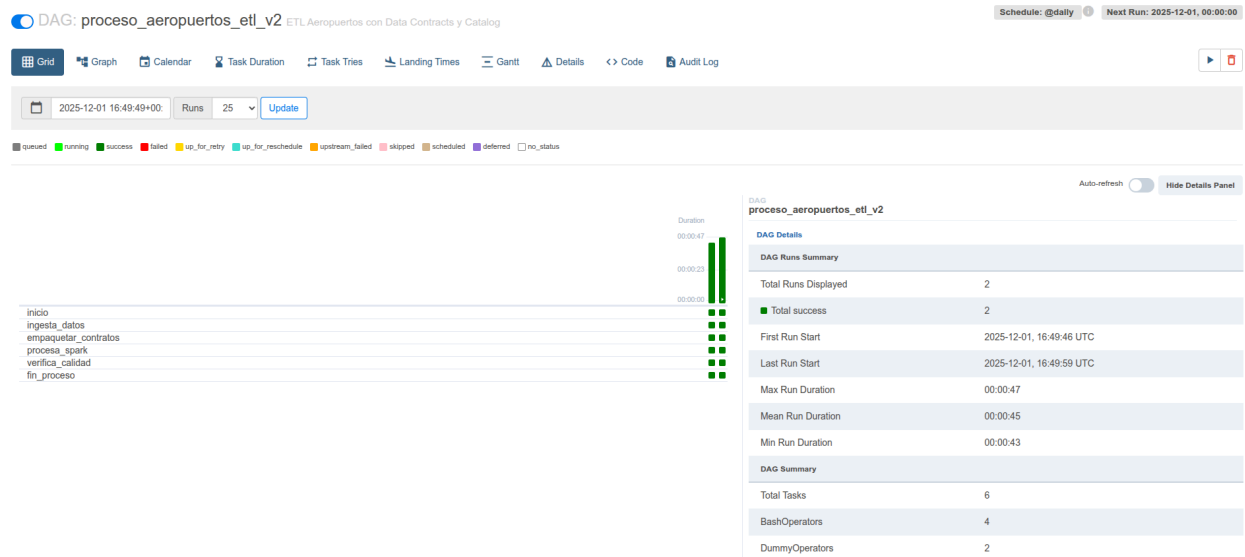 DAG: proceso_aeropuertos_etl_v2 ETL Aeropuertos con Data Contracts y Catalog
Schedule: @daily Next Run: 2025-12-01, 00:00:00
Grid Graph Calendar Task Duration Task Tries Landing Times Gantt Details Code Audit Log
2025-12-01 16:49:49+00: Runs 25 Update
queued running success failed up_for_retry up_for_reschedule upstream_failed skipped scheduled deferred no_status
Auto-refresh Hide Details Panel
Duration
00:00:47
00:00:23
00:00:00
inicio
ingesta_datos
empaquetar_contratos
procesa_spark
verifica_calidad
fin_proceso
DAG
proceso_aeropuertos_etl_v2
DAG Details
DAG Runs Summary
Total Runs Displayed 2
Total success 2
First Run Start 2025-12-01, 16:49:46 UTC
Last Run Start 2025-12-01, 16:49:59 UTC
Max Run Duration 00:00:47
Mean Run Duration 00:00:45
Min Run Duration 00:00:43
DAG Summary
Total Tasks 6
BashOperators 4
DummyOperators 2